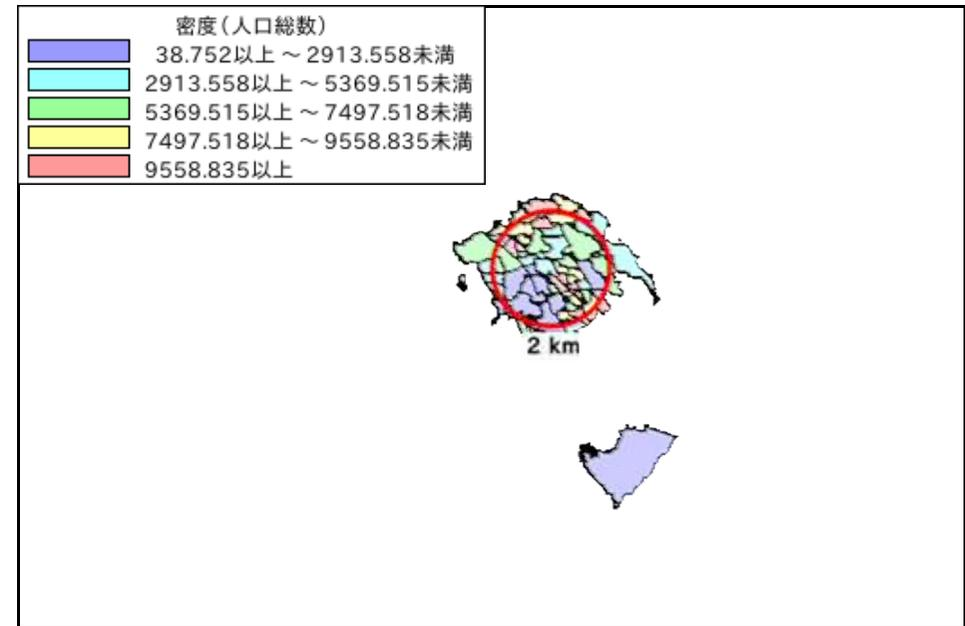 密度(人口総数)
38.752以上 ～ 2913.558未満
2913.558以上 ～ 5369.515未満
5369.515以上 ～ 7497.518未満
7497.518以上 ～ 9558.835未満
9558.835以上
2 km